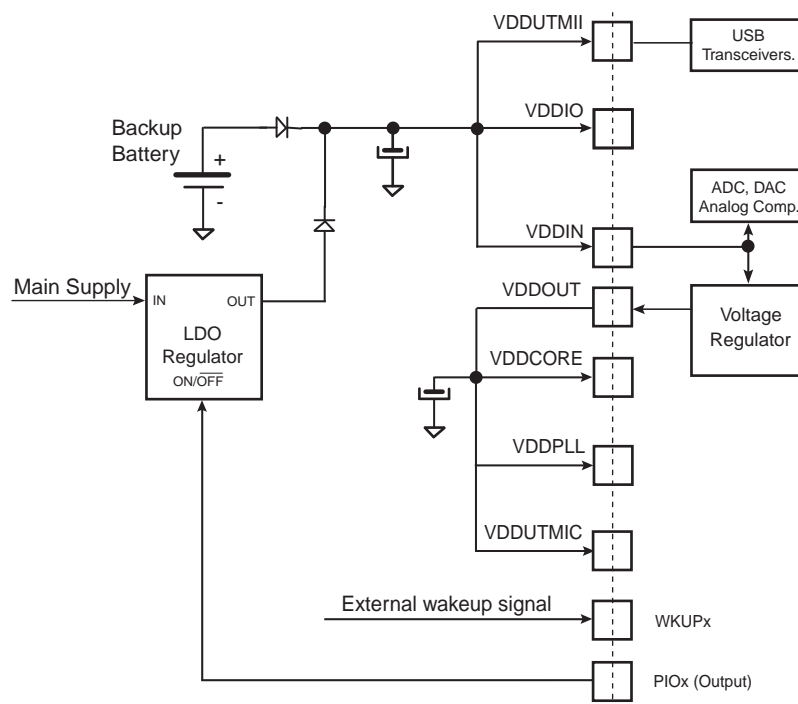 VDDUTMII
USB
Transceivers.
VDDIO
Backup
Battery
+
-
ADC, DAC
Analog Comp.
VDDIN
Main Supply
IN
OUT
LDO
Regulator
ON/OFF
VDDOUT
Voltage
Regulator
VDDCORE
VDDPLL
VDDUTMIC
External wakeup signal
WKUPx
PIOx (Output)